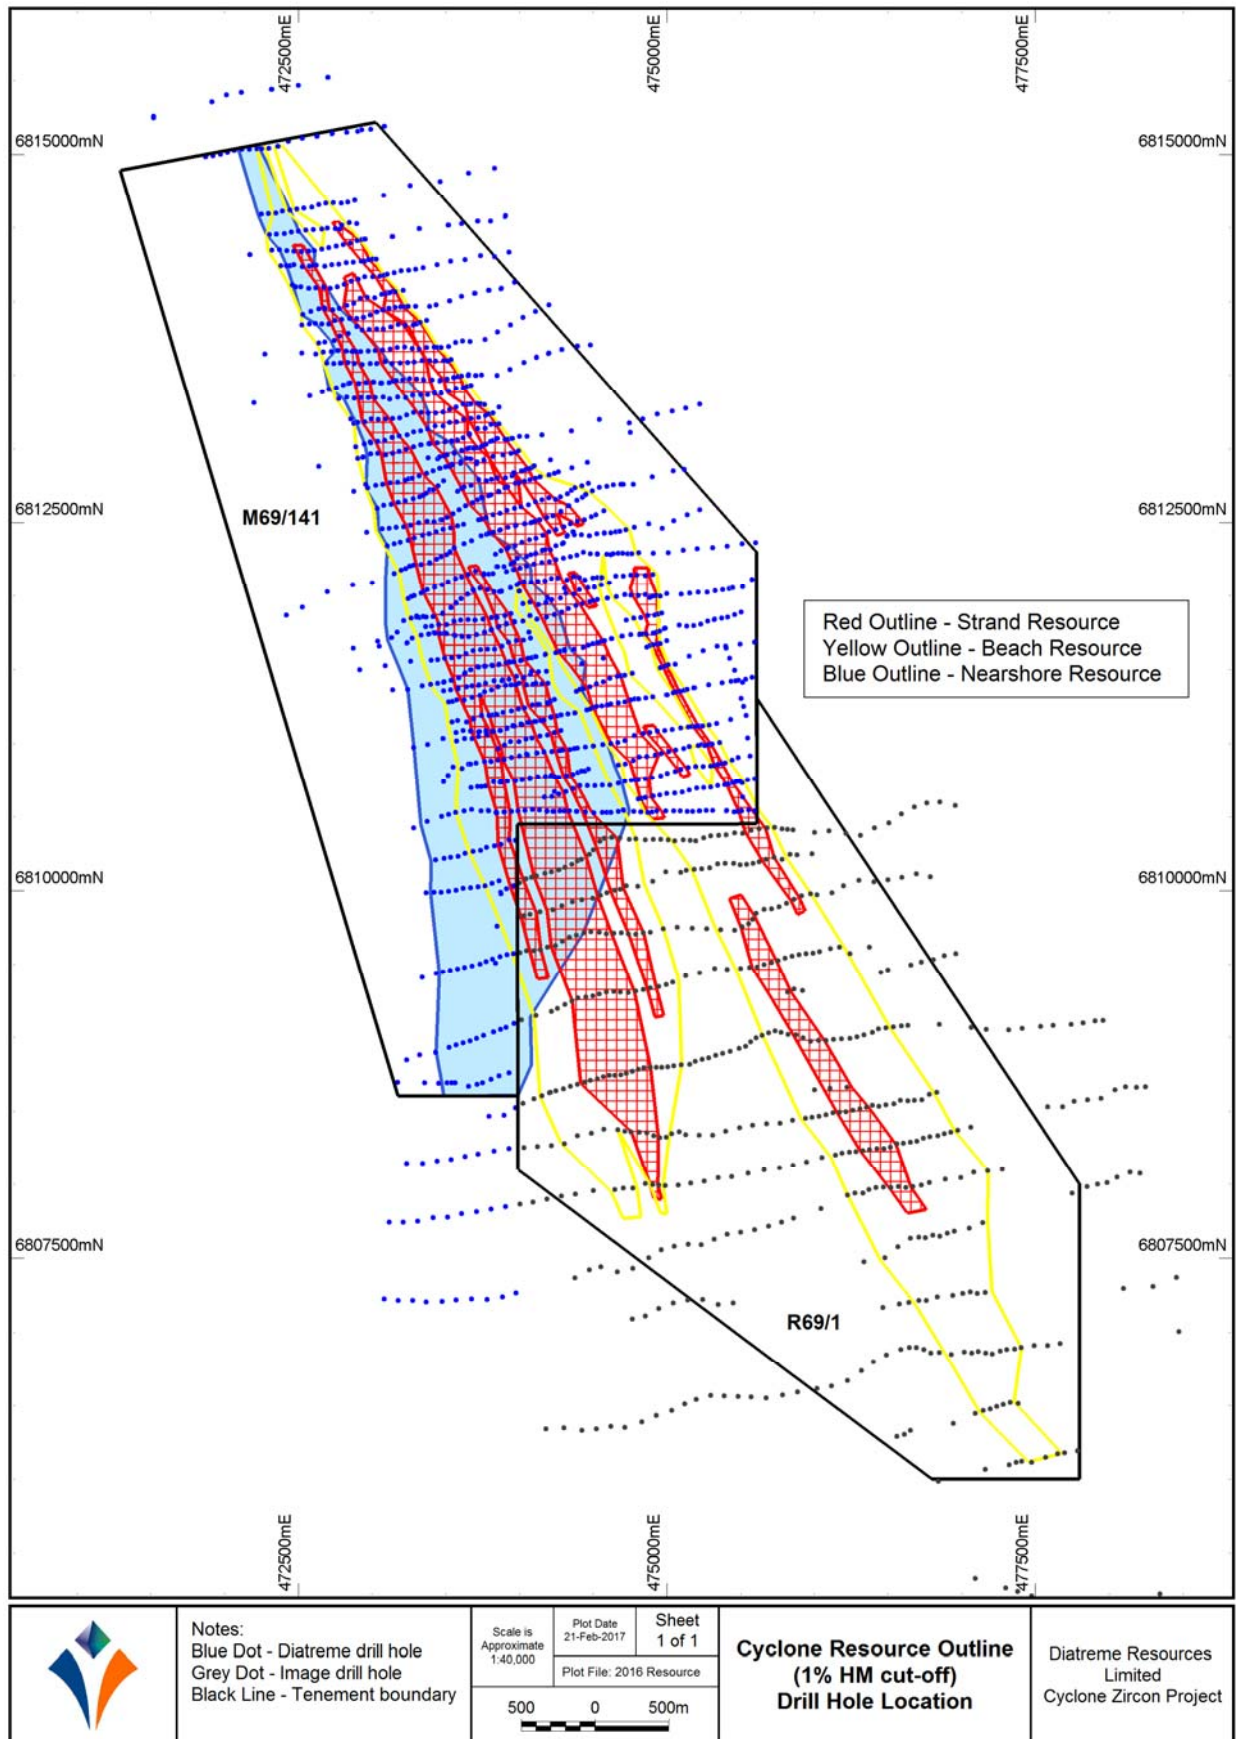 472500mE
475000mE
477500mE
6815000mN
6815000mN
M69/141
6812500mN
6812500mN
Red Outline - Strand Resource
Yellow Outline - Beach Resource
Blue Outline - Nearshore Resource
6810000mN
6810000mN
6807500mN
6807500mN
R69/1
472500mE
475000mE
477500mE
Notes:
Blue Dot - Diatreme drill hole
Grey Dot - Image drill hole
Black Line - Tenement boundary
Scale is
Approximate
1:40,000
Plot Date
21-Feb-2017
Sheet
1 of 1
Plot File: 2016 Resource
500 0 500m
Cyclone Resource Outline
(1% HM cut-off)
Drill Hole Location
Diatreme Resources
Limited
Cyclone Zircon Project